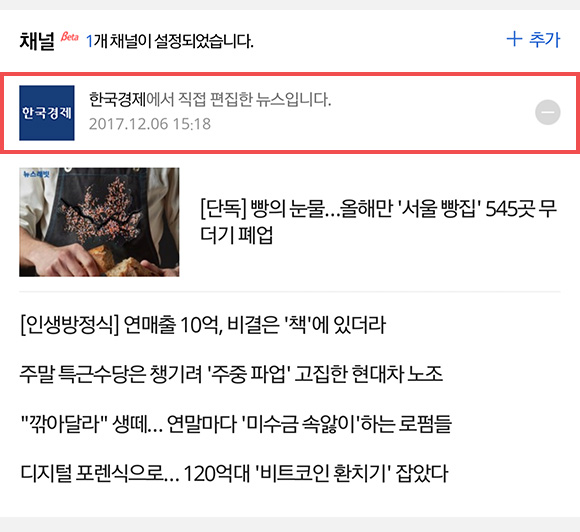 채널 Beta 1개 채널이 설정되었습니다. + 추가
한국경제
한국경제에서 직접 편집한 뉴스입니다.
2017.12.06 15:18
뉴스래빗
[단독] 빵의 눈물...올해만 '서울 빵집' 545곳 무
더기 폐업
[인생방정식] 연매출 10억, 비결은 '책'에 있더라
주말 특근수당은 챙기려 '주중 파업' 고집한 현대차 노조
"깎아달라" 생떼... 연말마다 '미수금 속앓이'하는 로펌들
디지털 포렌식으로... 120억대 '비트코인 환치기' 잡았다